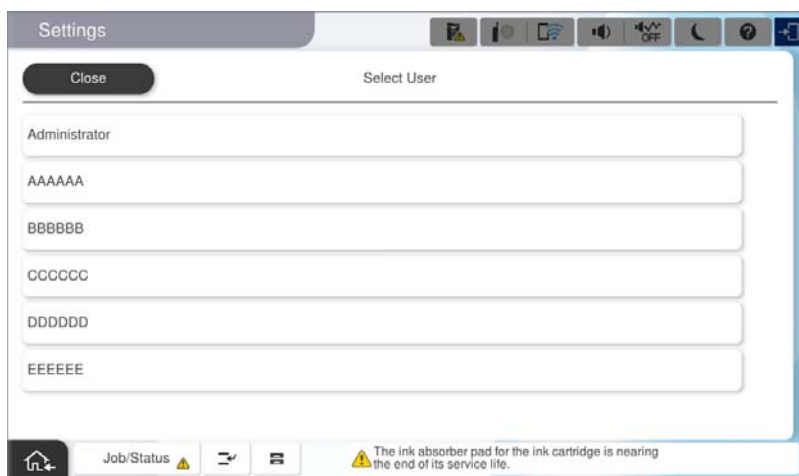 Settings
OFF
Close
Select User
Administrator
AAAAAA
BBBBBB
CCCCCC
DDDDDD
EEEEEE
Job/Status
The ink absorber pad for the ink cartridge is nearing
the end of its service life.